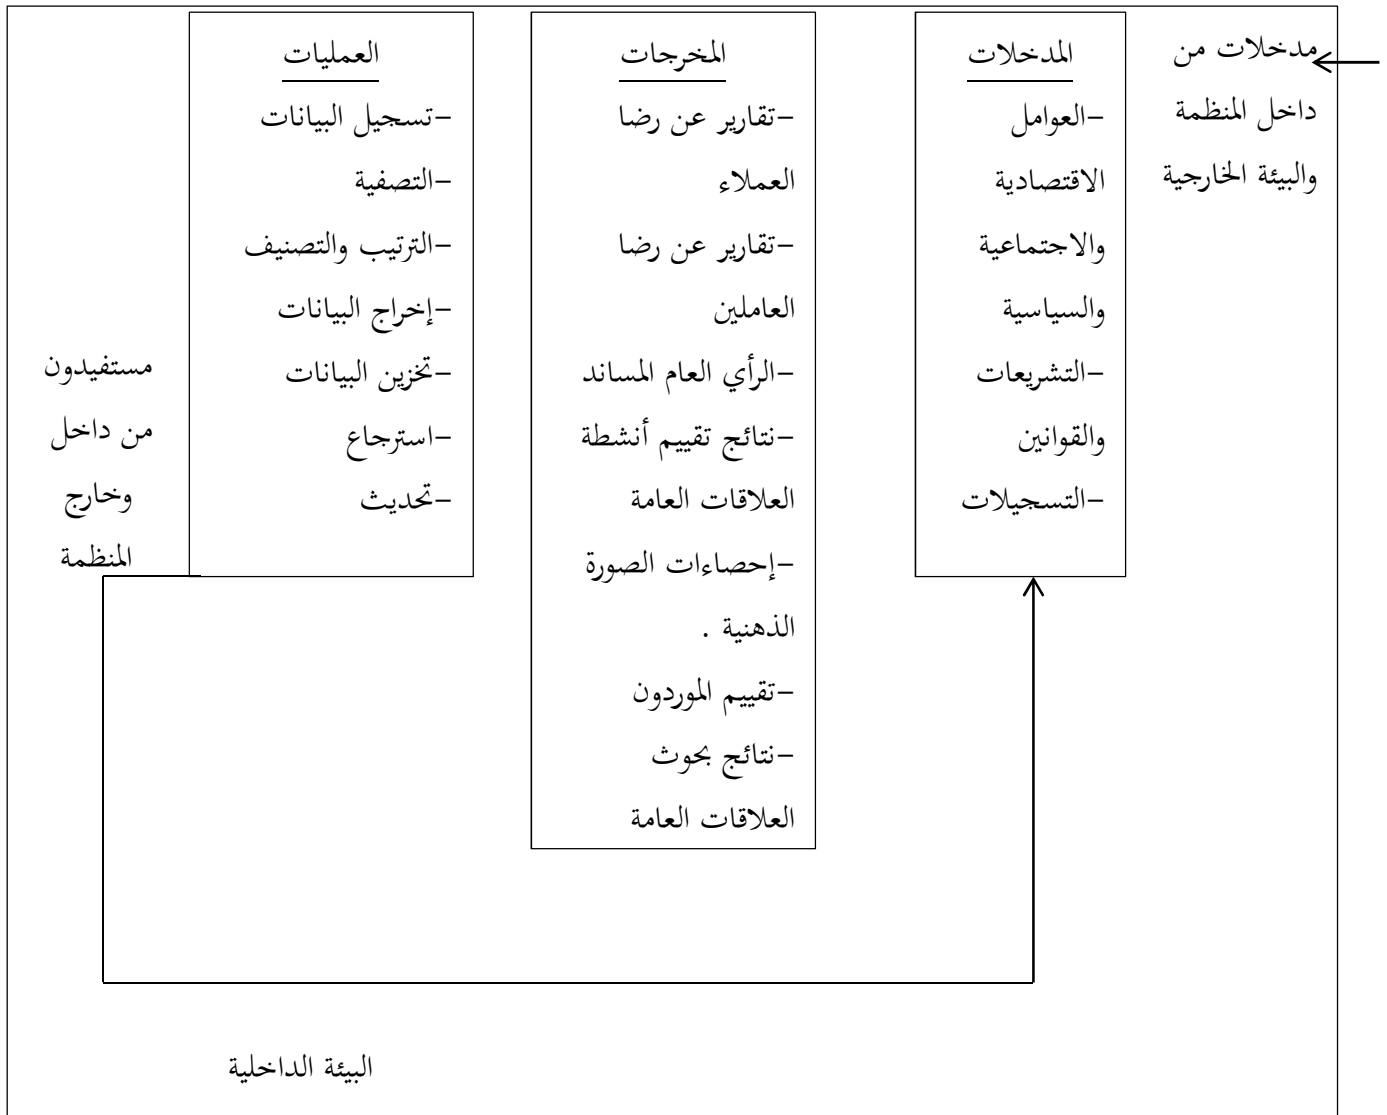 مدخلات من
داخل المنظمة
والبيئة الخارجية
المدخلات
–العوامل
الاقتصادية
والاجتماعية
والسياسية
–التشريعات
والقوانين
–التسجيلات
المخرجات
–تقارير عن رضا
العملاء
–تقارير عن رضا
العاملين
–الرأي العام المساند
–نتائج تقييم أنشطة
العلاقات العامة
–إحصاءات الصورة
الذهنية .
–تقييم الموردون
–نتائج بحوث
العلاقات العامة
العمليات
–تسجيل البيانات
–التصفية
–الترتيب والتصنيف
–إخراج البيانات
–تخزين البيانات
–استرجاع
–تحديث
مستفيدون
من داخل
وخارج
المنظمة
البيئة الداخلية